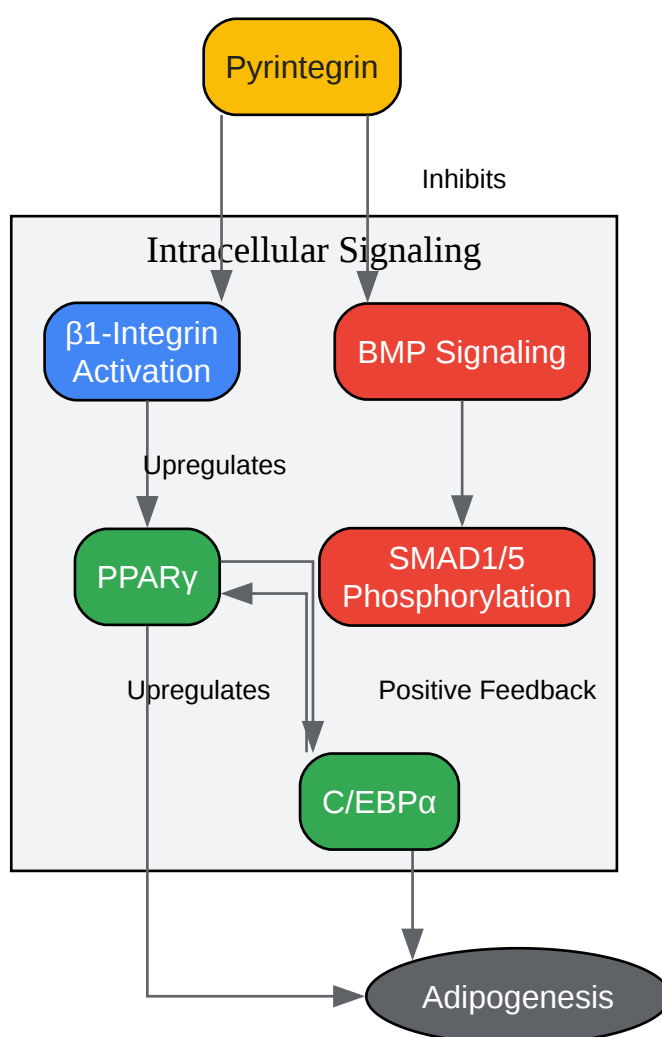 Pyrintegrin
Inhibits
Intracellular Signaling
β1-Integrin
Activation
BMP Signaling
Upregulates
PPARγ
SMAD1/5
Phosphorylation
Upregulates
Positive Feedback
C/EBPα
Adipogenesis